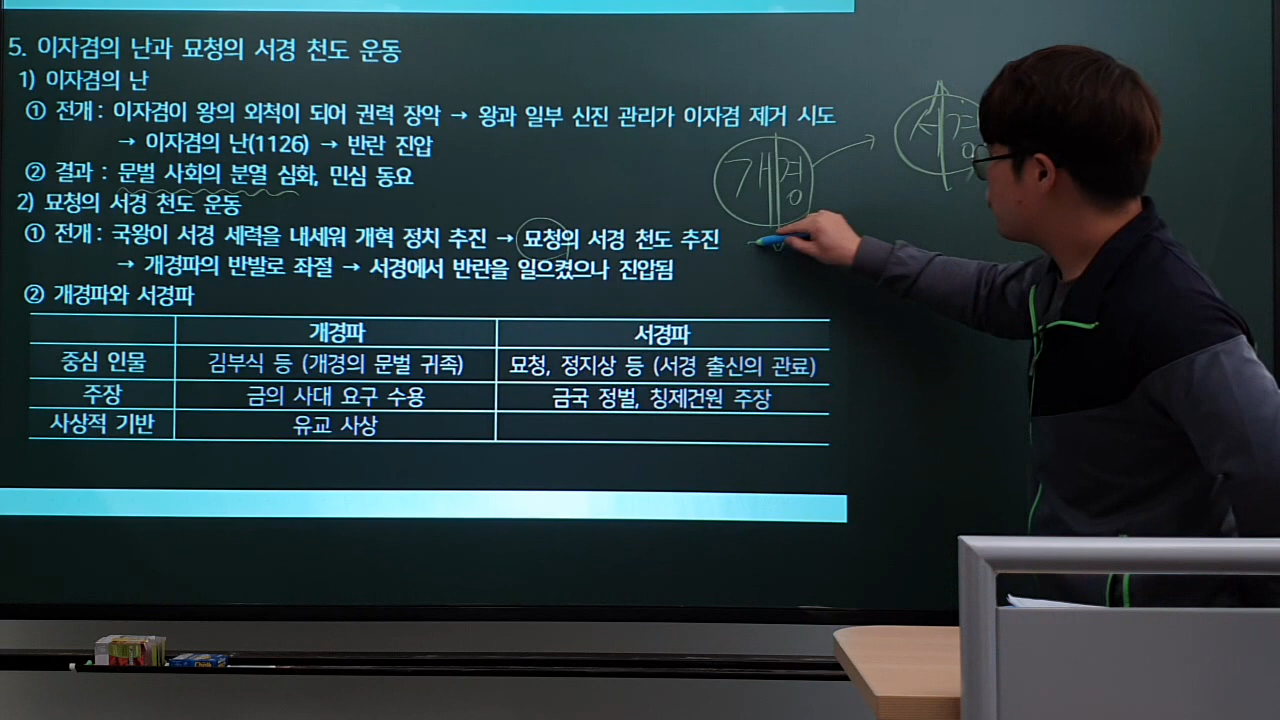 5. 이자겸의 난과 묘청의 서경 천도 운동
1) 이자겸의 난
① 전개 : 이자겸이 왕의 외척이 되어 권력 장악 → 왕과 일부 신진 관리가 이자겸 제거 시도
→ 이자겸의 난(1126) → 반란 진압
② 결과 : 문벌 사회의 분열 심화, 민심 동요
2) 묘청의 서경 천도 운동
① 전개 : 국왕이 서경 세력을 내세워 개혁 정치 추진 → 묘청의 서경 천도 추진
→ 개경파의 반발로 좌절 → 서경에서 반란을 일으켰으나 진압됨
② 개경파와 서경파
개경파 서경파
중심 인물 김부식 등 (개경의 문벌 귀족) 묘청, 정지상 등 (서경 출신의 관료)
주장 금의 사대 요구 수용 금국 정벌, 칭제건원 주장
사상적 기반 유교 사상
개경
서경